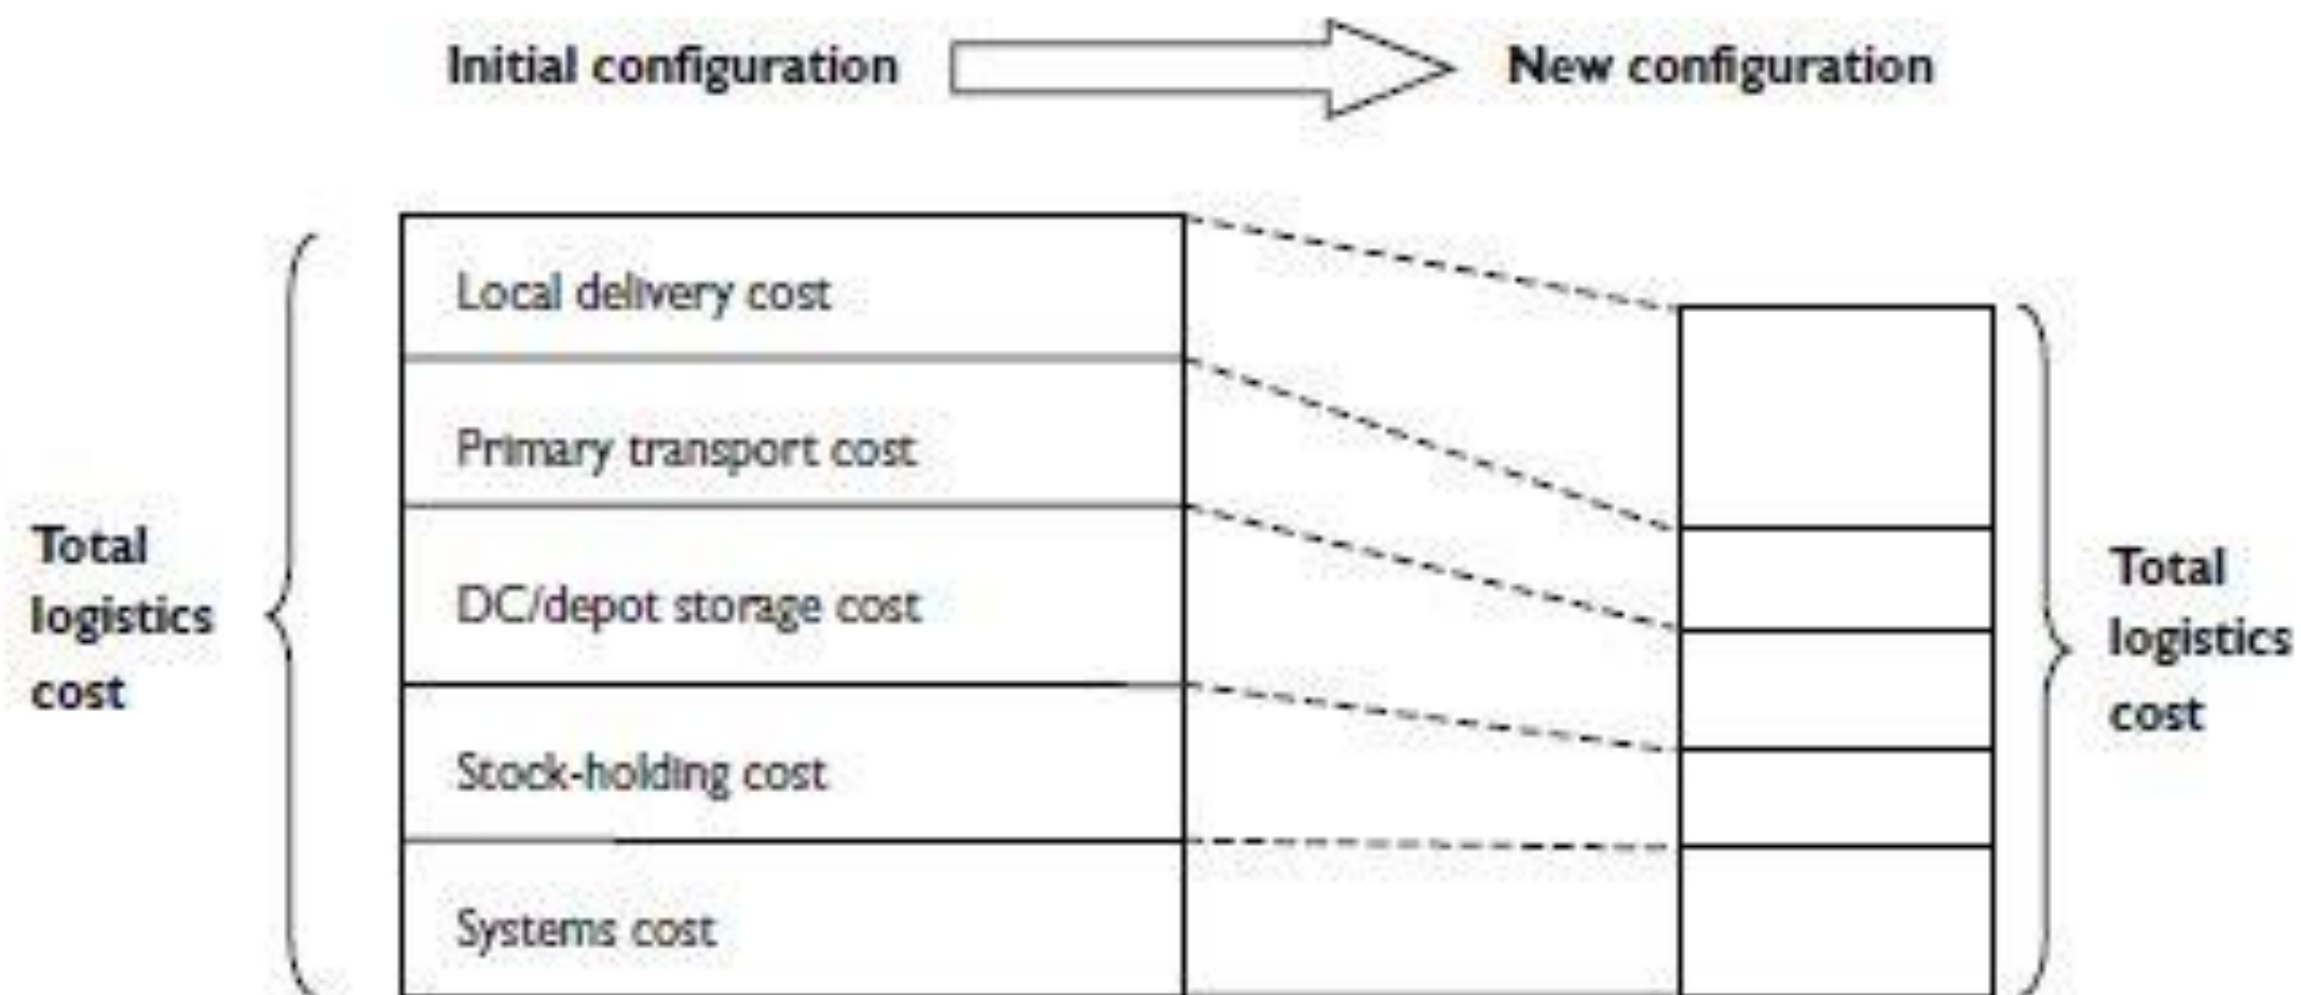 Initial configuration
New configuration
Local delivery cost
Primary transport cost
DC/depot storage cost
Stock-holding cost
Systems cost
Total
logistics
cost
Total
logistics
cost